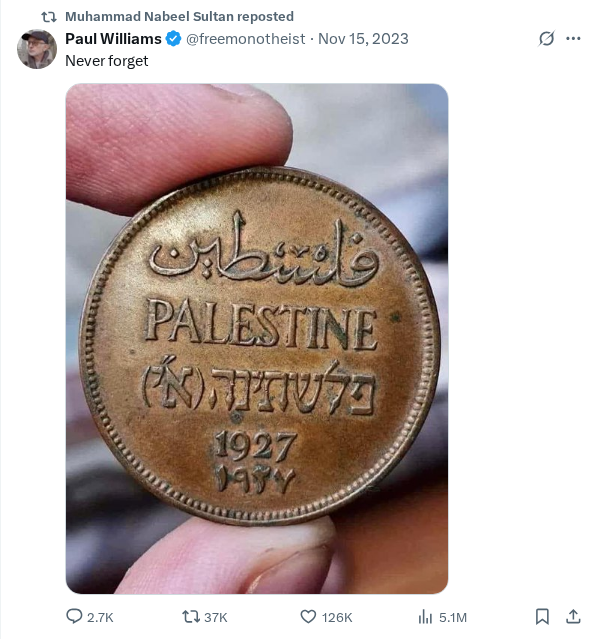 Muhammad Nabeel Sultan reposted
Paul Williams @freemonotheist · Nov 15, 2023
Never forget
فلسطين
PALESTINE
פלשתינה (א״י)
1927
١٩٢٧
2.7K 37K 126K 5.1M